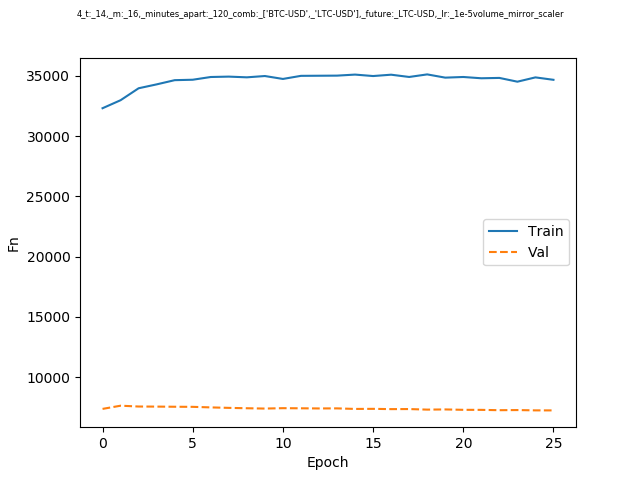 4_t:_14,_m:_16,_minutes_apart:_120_comb:_['BTC-USD',_'LTC-USD'],_future:_LTC-USD,_lr:_1e-5volume_mirror_scaler
35000
30000
25000
20000
15000
10000
Fn
Train
Val
0 5 10 15 20 25
Epoch